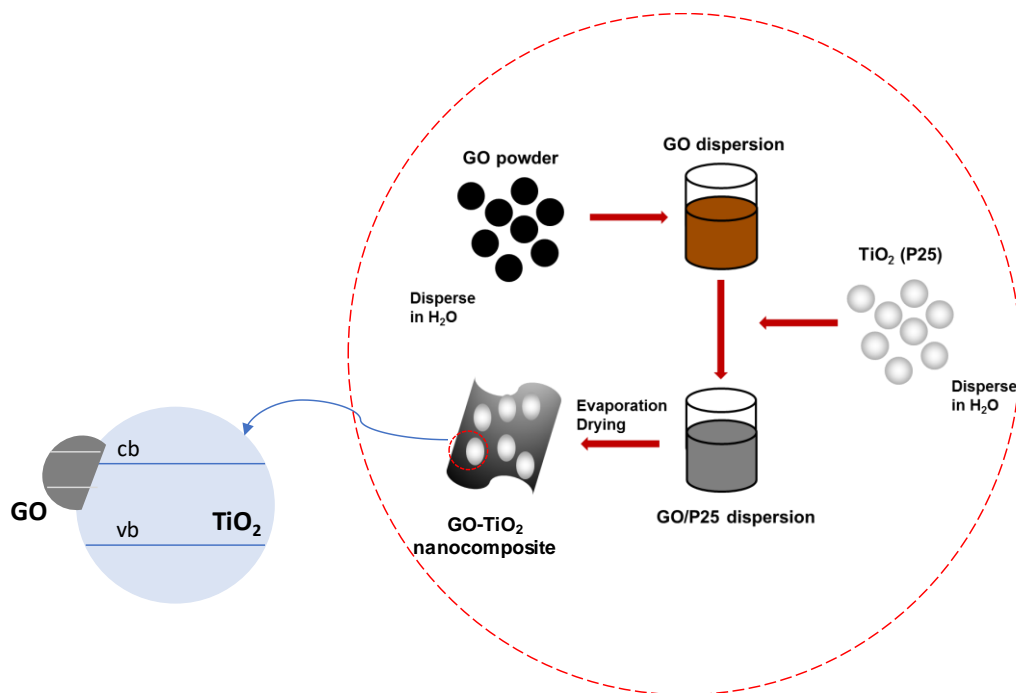 GO dispersion
GO powder
TiO₂ (P25)
Disperse
in H₂O
Disperse
in H₂O
Evaporation
Drying
cb
GO
TiO₂
vb
GO/P25 dispersion
GO-TiO₂
nanocomposite